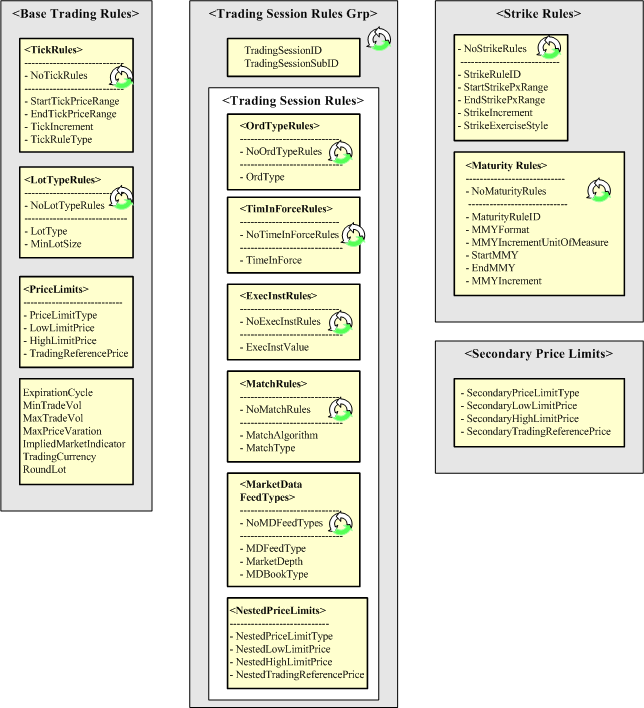 <Base Trading Rules>
<TickRules>
- NoTickRules
- StartTickPriceRange
- EndTickPriceRange
- TickIncrement
- TickRuleType
<LotTypeRules>
- NoLotTypeRules
- LotType
- MinLotSize
<PriceLimits>
- PriceLimitType
- LowLimitPrice
- HighLimitPrice
- TradingReferencePrice
ExpirationCycle
MinTradeVol
MaxTradeVol
MaxPriceVaration
ImpliedMarketIndicator
TradingCurrency
RoundLot
<Trading Session Rules Grp>
TradingSessionID
TradingSessionSubID
<Trading Session Rules>
<OrdTypeRules>
- NoOrdTypeRules
- OrdType
<TimInForceRules>
- NoTimeInForceRules
- TimeInForce
<ExecInstRules>
- NoExecInstRules
- ExecInstValue
<MatchRules>
- NoMatchRules
- MatchAlgorithm
- MatchType
<MarketData
FeedTypes>
- NoMDFeedTypes
- MDFeedType
- MarketDepth
- MDBookType
<NestedPriceLimits>
- NestedPriceLimitType
- NestedLowLimitPrice
- NestedHighLimitPrice
- NestedTradingReferencePrice
<Strike Rules>
- NoStrikeRules
- StrikeRuleID
- StartStrikePxRange
- EndStrikePxRange
- StrikeIncrement
- StrikeExerciseStyle
<Maturity Rules>
- NoMaturityRules
- MaturityRuleID
- MMYFormat
- MMYIncrementUnitOfMeasure
- StartMMY
- EndMMY
- MMYIncrement
<Secondary Price Limits>
- SecondaryPriceLimitType
- SecondaryLowLimitPrice
- SecondaryHighLimitPrice
- SecondaryTradingReferencePrice